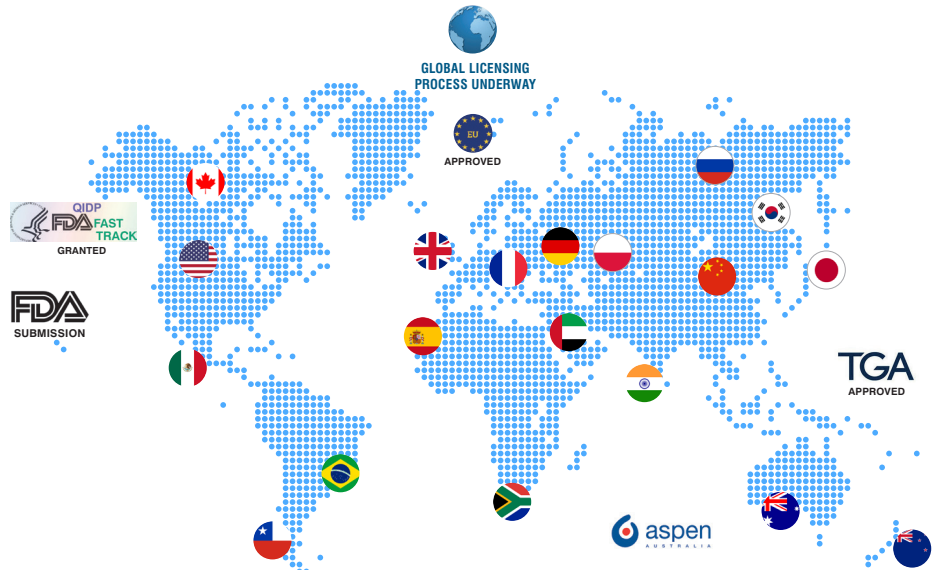 GLOBAL LICENSING
PROCESS UNDERWAY
EU
APPROVED
QIDP
FDA FAST
TRACK
GRANTED
FDA
SUBMISSION
TGA
APPROVED
aspen
AUSTRALIA